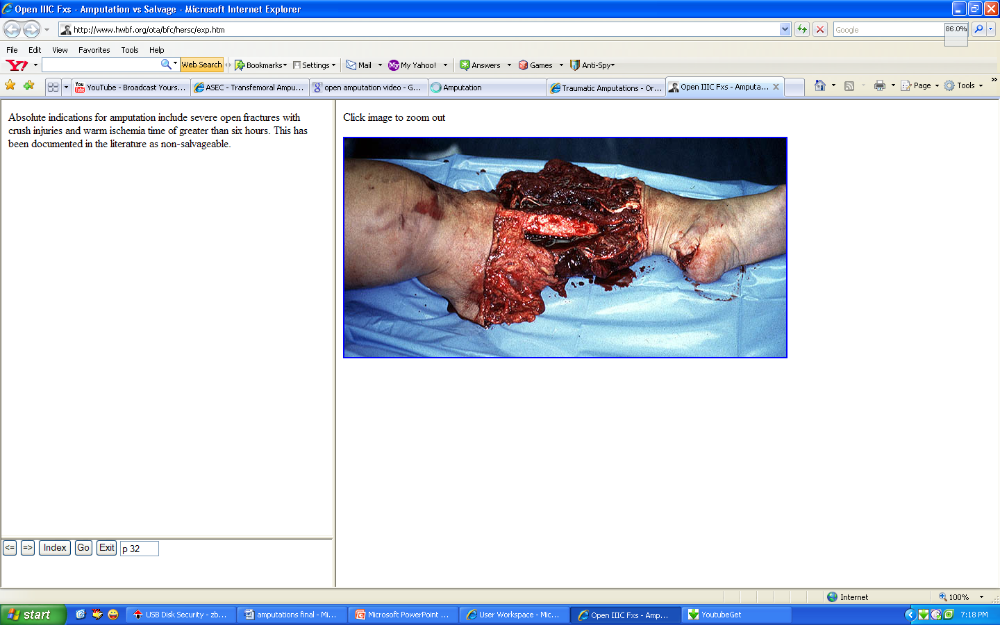 Open IIIC Fxs - Amputation vs Salvage - Microsoft Internet Explorer
http://www.hwbf.org/ota/bfc/hersc/exp.htm
Google
86.0%
File Edit View Favorites Tools Help
Y! Web Search Bookmarks Settings Mail My My Yahoo! Answers Games Anti-Spy
You Tube YouTube - Broadcast Yours... ASEC - Transfemoral Ampu... g open amputation video - G... Amputation Traumatic Amputations - Or... Open IIIC Fxs - Amputa... Page Tools
Absolute indications for amputation include severe open fractures with
crush injuries and warm ischemia time of greater than six hours. This has
been documented in the literature as non-salvageable.
Click image to zoom out
<= => Index Go Exit p 32
Internet 100%
start USB Disk Security - zb... amputations final - Mi... Microsoft PowerPoint ... User Workspace - Mic... Open IIIC Fxs - Amp... YoutubeGet 7:18 PM